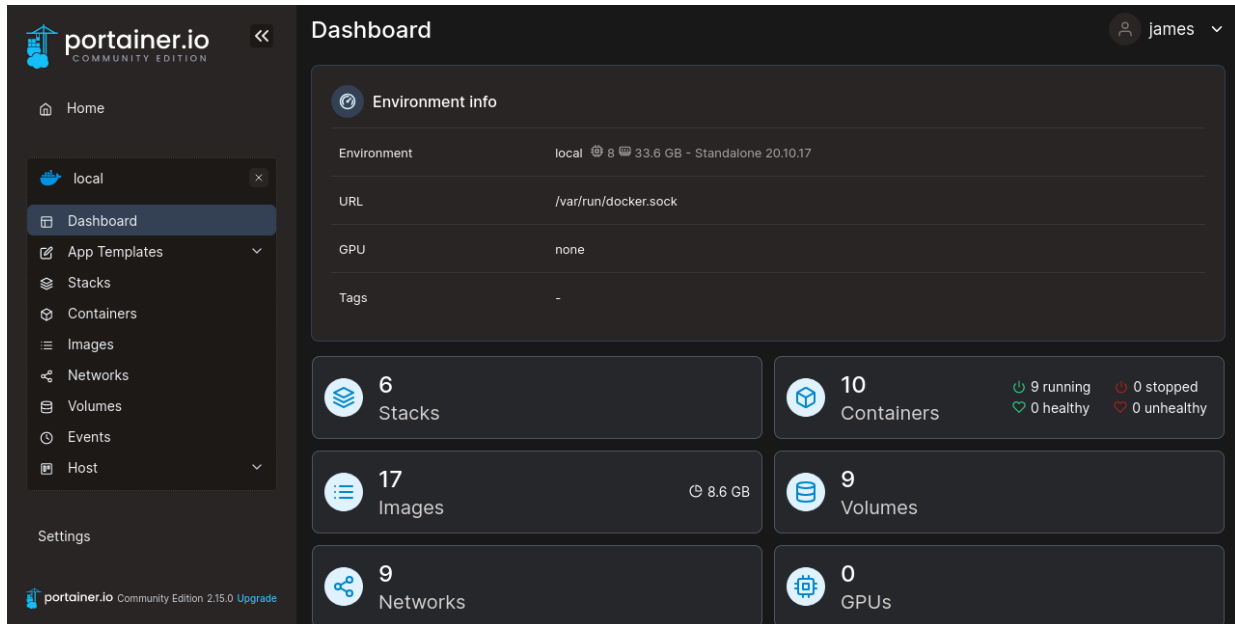 portainer.io
COMMUNITY EDITION
Home
local
Dashboard
App Templates
Stacks
Containers
Images
Networks
Volumes
Events
Host
Settings
portainer.io Community Edition 2.15.0 Upgrade
Dashboard
james
Environment info
Environment local 8 33.6 GB - Standalone 20.10.17
URL /var/run/docker.sock
GPU none
Tags -
6
Stacks
10
Containers
9 running 0 stopped
0 healthy 0 unhealthy
17
Images
8.6 GB
9
Volumes
9
Networks
0
GPUs